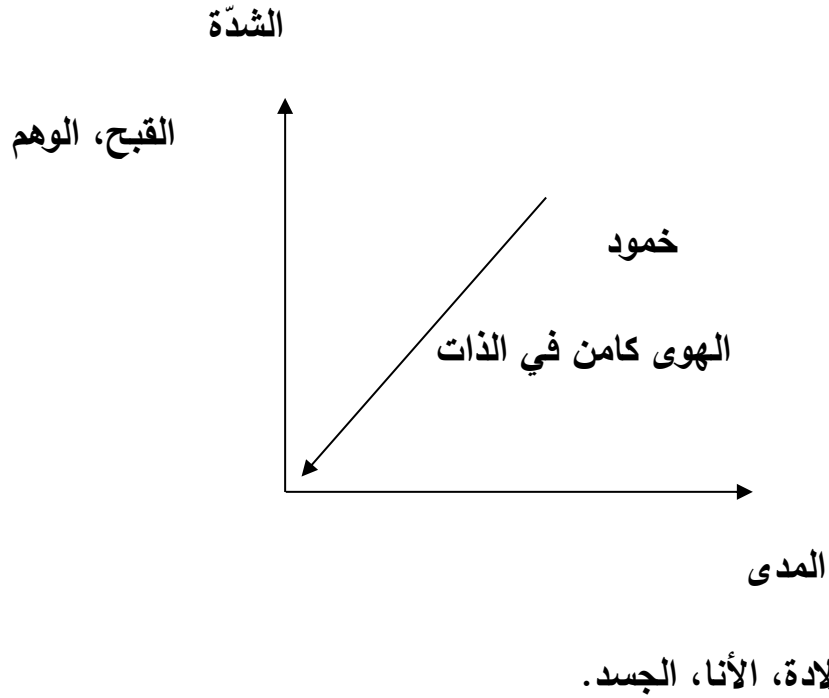 الشدّة
القبح، الوهم
خمود
الهوى كامن في الذات
المدى
الأنا، الجسد.